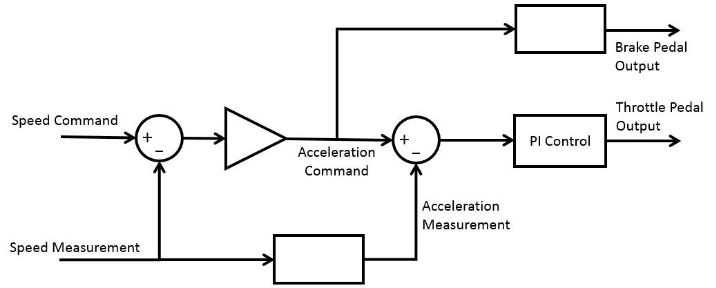 Brake Pedal
Output
Speed Command
+
−
Acceleration
Command
+
−
PI Control
Throttle Pedal
Output
Acceleration
Measurement
Speed Measurement